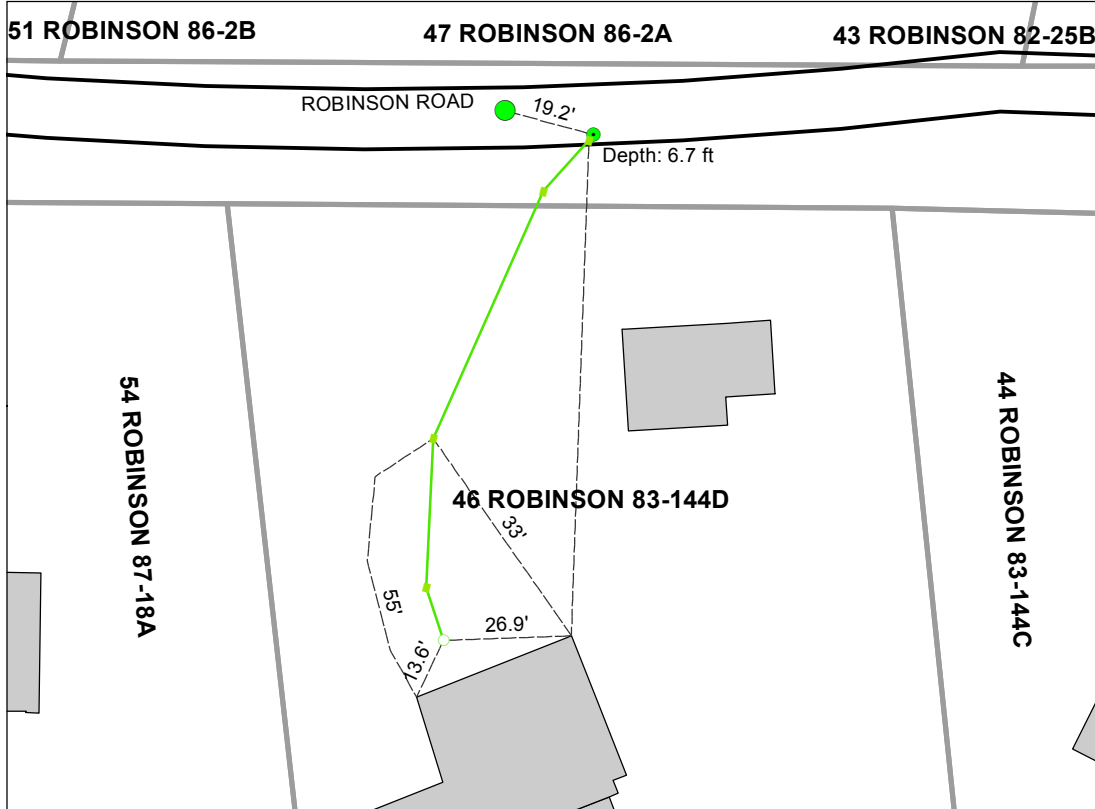 51 ROBINSON 86-2B
47 ROBINSON 86-2A
43 ROBINSON 82-25B
ROBINSON ROAD
19.2'
Depth: 6.7 ft
54 ROBINSON 87-18A
46 ROBINSON 83-144D
44 ROBINSON 83-144C
33'
55'
26.9'
13.6'